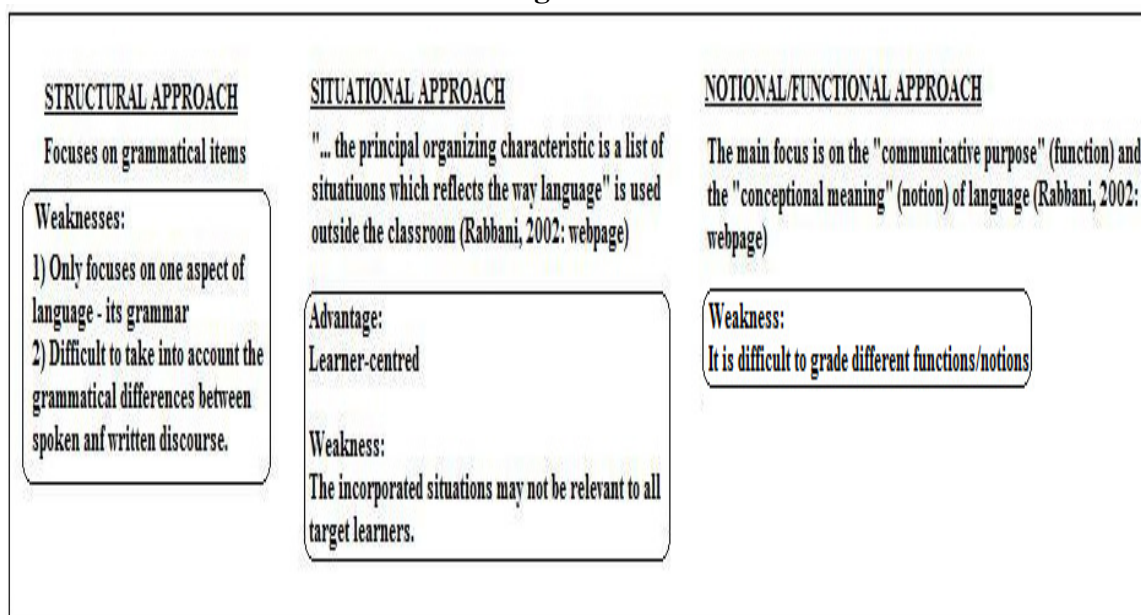 STRUCTURAL APPROACH
Focuses on grammatical items
Weaknesses:
1) Only focuses on one aspect of
language - its grammar
2) Difficult to take into account the
grammatical differences between
spoken anf written discourse.
SITUATIONAL APPROACH
"... the principal organizing characteristic is a list of
situatiuons which reflects the way language" is used
outside the classroom (Rabbani, 2002: webpage)
Advantage:
Learner-centred
Weakness:
The incorporated situations may not be relevant to all
target learners.
NOTIONAL/FUNCTIONAL APPROACH
The main focus is on the "communicative purpose" (function) and
the "conceptional meaning" (notion) of language (Rabbani, 2002:
webpage)
Weakness:
It is difficult to grade different functions/notions